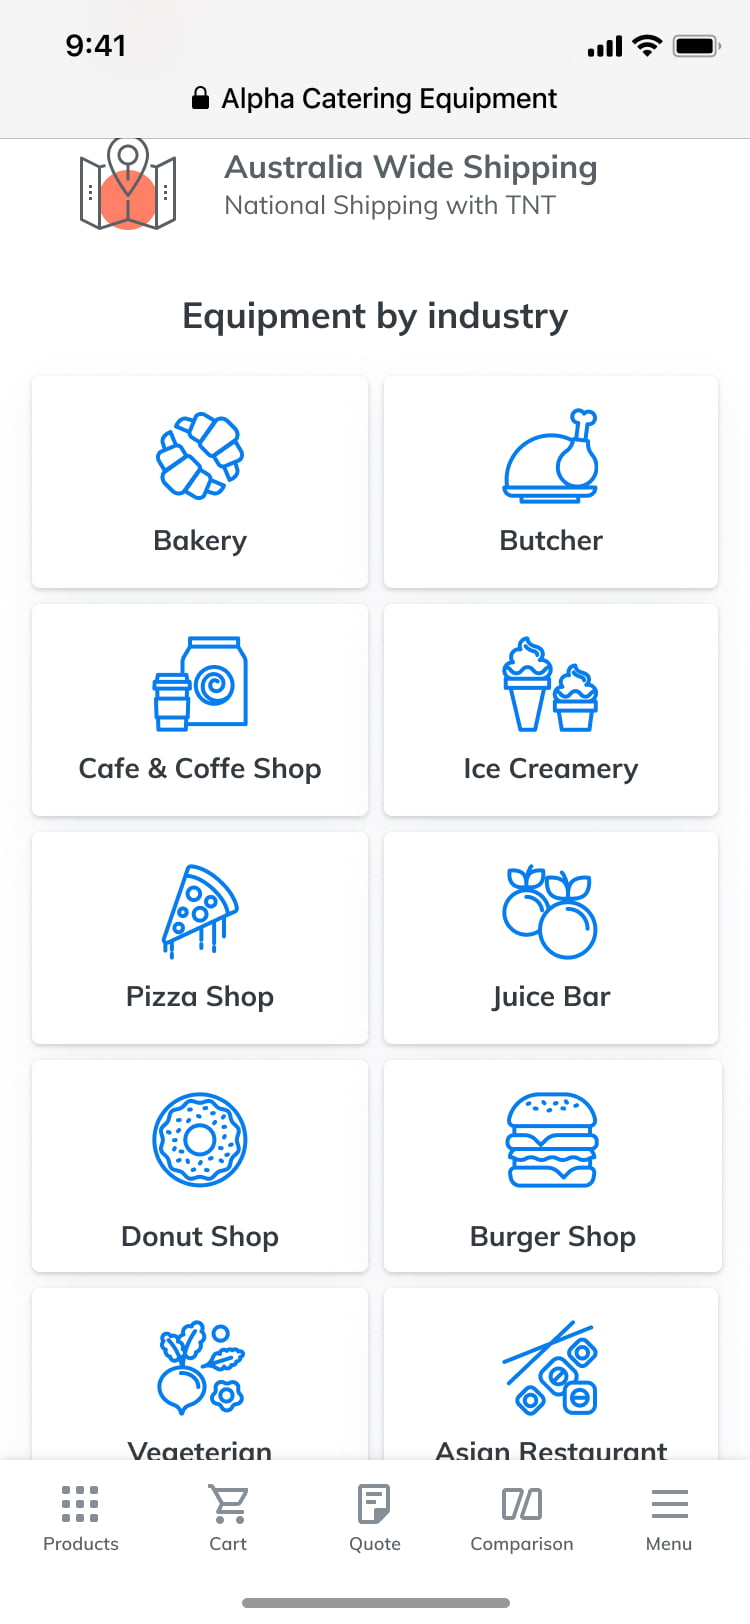 9:41
Alpha Catering Equipment
Australia Wide Shipping
National Shipping with TNT
Equipment by industry
Bakery
Butcher
Cafe & Coffe Shop
Ice Creamery
Pizza Shop
Juice Bar
Donut Shop
Burger Shop
Vegeterian
Asian Restaurant
Products
Cart
Quote
Comparison
Menu